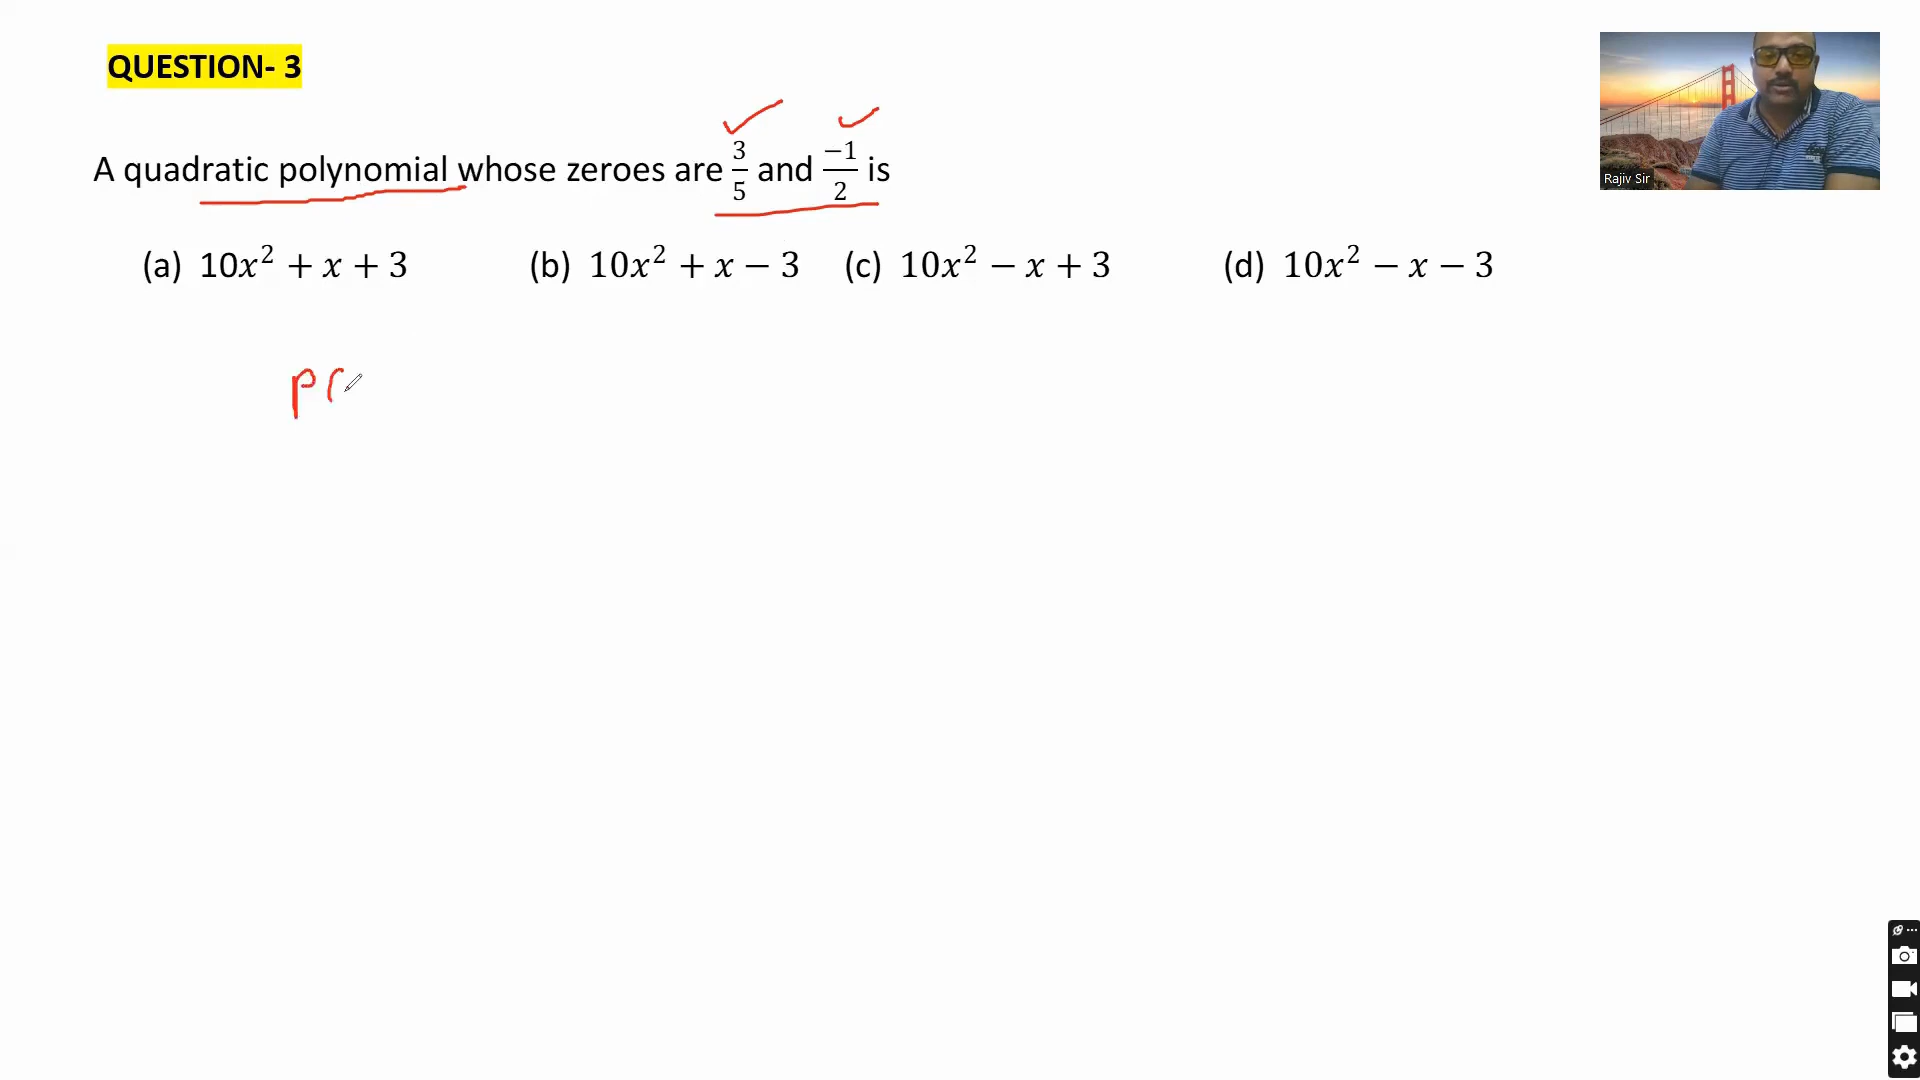 QUESTION- 3
A quadratic polynomial whose zeroes are 3/5 and −1/2 is
(a) 10x² + x + 3 (b) 10x² + x − 3 (c) 10x² − x + 3 (d) 10x² − x − 3
p(
Rajiv Sir